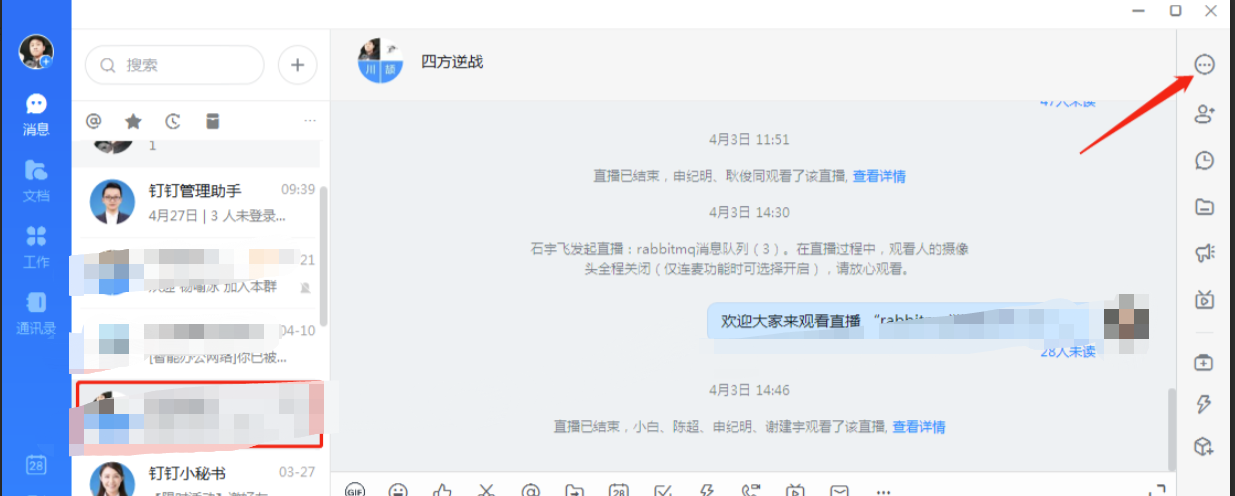 搜索
四方逆战
川 颉
消息
文档
工作
通讯录
28
1
钉钉管理助手 09:39
4月27日 | 3 人未登录...
21
加入本群
04-10
[智能办公网络]你已被...
钉钉小秘书 03-27
47人未读
4月3日 11:51
直播已结束，申纪明、耿俊同观看了该直播, 查看详情
4月3日 14:30
石宇飞发起直播：rabbitmq消息队列（3）。在直播过程中，观看人的摄像
头全程关闭（仅连麦功能时可选择开启），请放心观看。
欢迎大家来观看直播 “rabbitmq
28人未读
4月3日 14:46
直播已结束，小白、陈超、申纪明、谢建宇观看了该直播, 查看详情
GIF
28